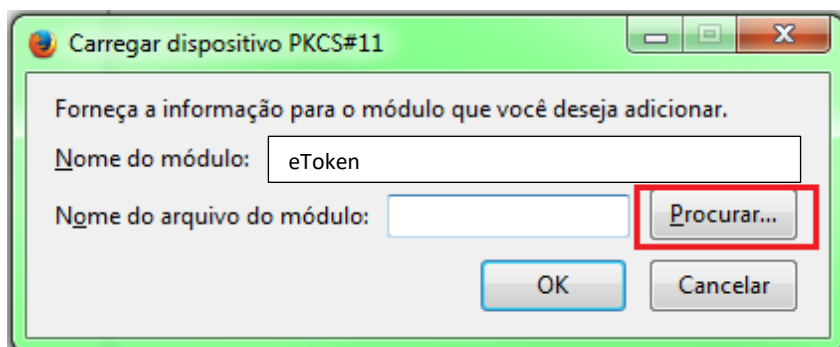 Carregar dispositivo PKCS#11
Forneça a informação para o módulo que você deseja adicionar.
Nome do módulo: eToken
Nome do arquivo do módulo: Procurar...
OK Cancelar